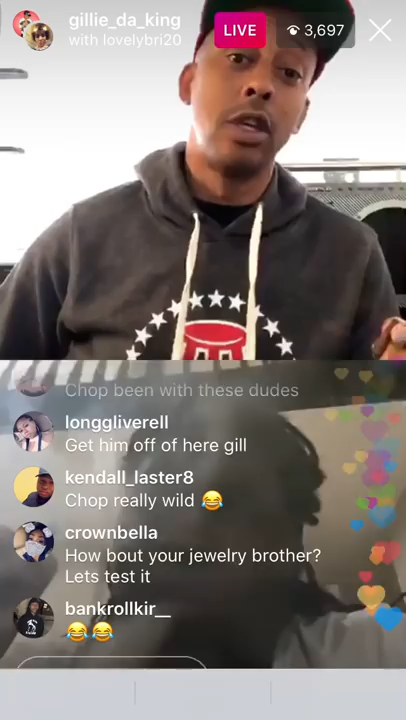 gillie_da_king
with lovelybri20
LIVE
3,697
Chop been with these dudes
longgliverell
Get him off of here gill
kendall_laster8
Chop really wild 😂
crownbella
How bout your jewelry brother?
Lets test it
bankrollkir__
😂😂